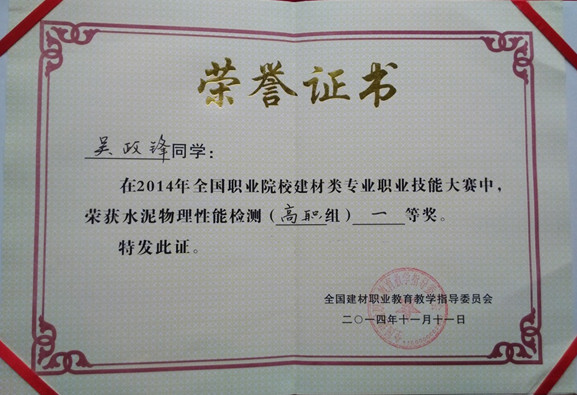 荣誉证书
吴政锋同学：
在2014年全国职业院校建材类专业职业技能大赛中，
荣获水泥物理性能检测（高职组）一等奖。
特发此证。
全国建材职业教育教学指导委员会
二〇一四年十一月十一日